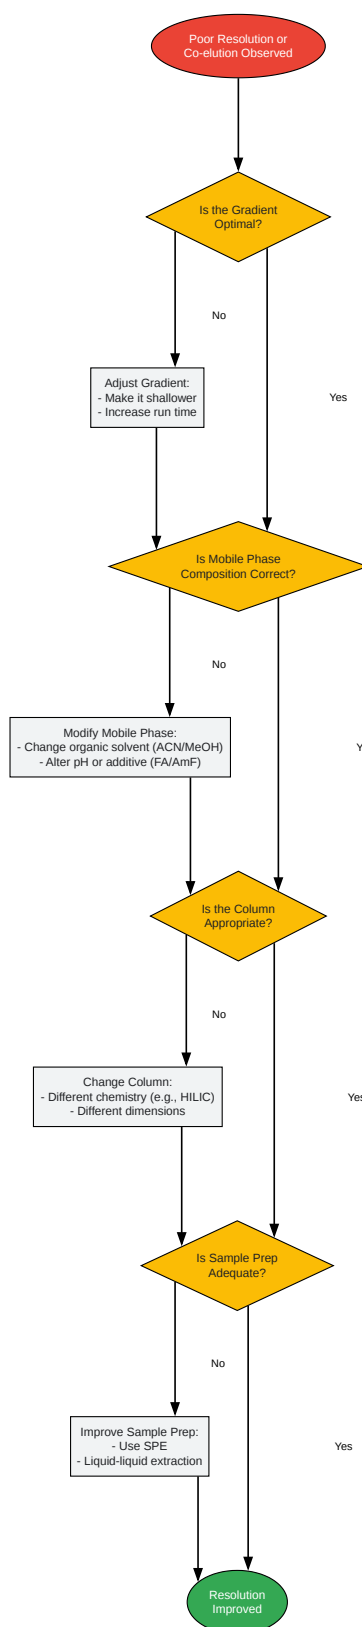 Poor Resolution or
Co-elution Observed
Is the Gradient
Optimal?
No
Adjust Gradient:
- Make it shallower
- Increase run time
Yes
Is Mobile Phase
Composition Correct?
No
Modify Mobile Phase:
- Change organic solvent (ACN/MeOH)
- Alter pH or additive (FA/AmF)
Is the Column
Appropriate?
No
Change Column:
- Different chemistry (e.g., HILIC)
- Different dimensions
Yes
Is Sample Prep
Adequate?
No
Improve Sample Prep:
- Use SPE
- Liquid-liquid extraction
Yes
Resolution
Improved